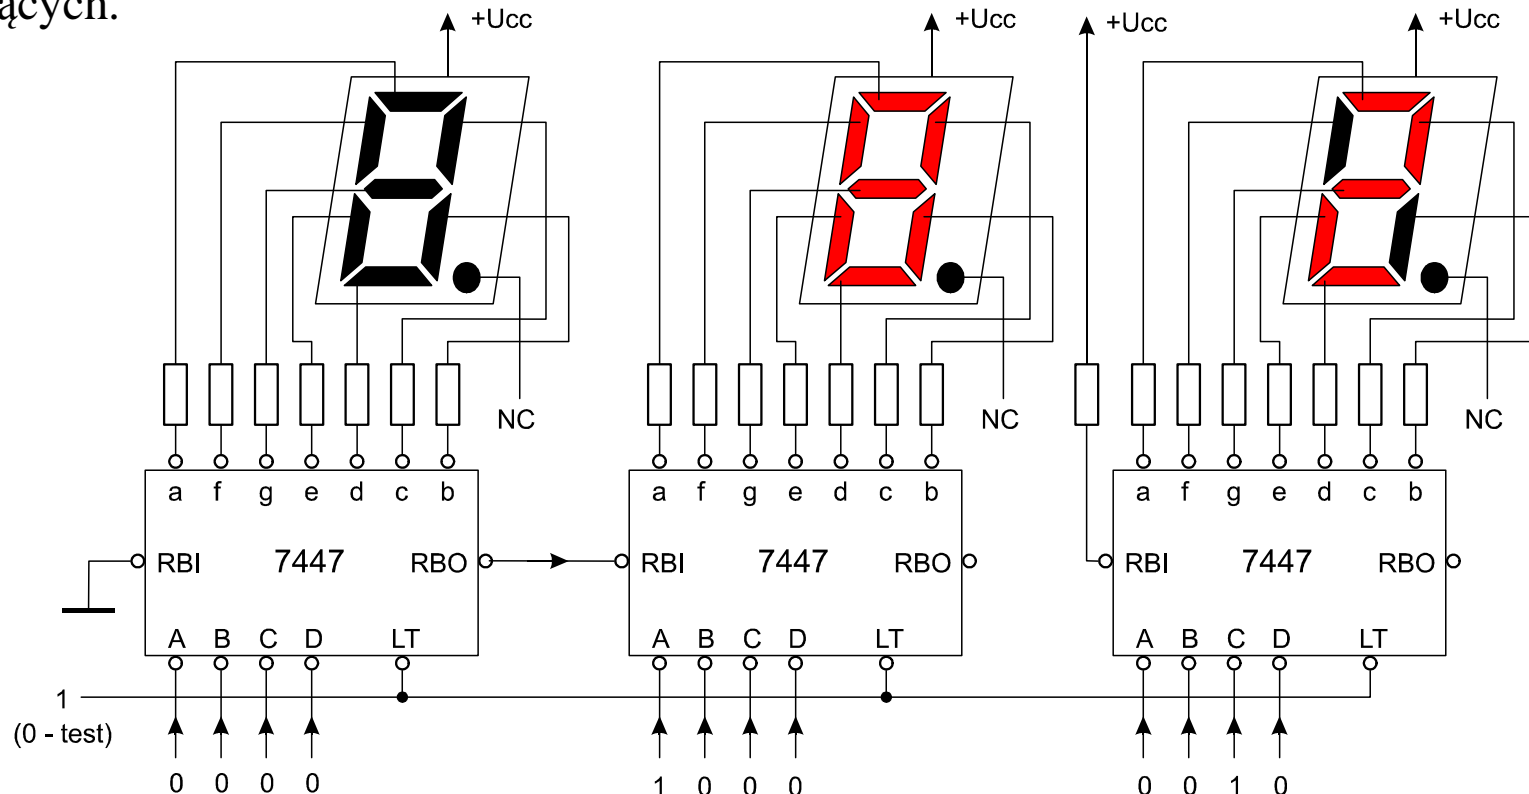 ących.
+Ucc +Ucc +Ucc +Ucc
NC NC NC
a f g e d c b a f g e d c b a f g e d c b
RBI 7447 RBO RBI 7447 RBO RBI 7447 RBO
A B C D LT A B C D LT A B C D LT
1
(0 - test)
0 0 0 0 1 0 0 0 0 0 1 0